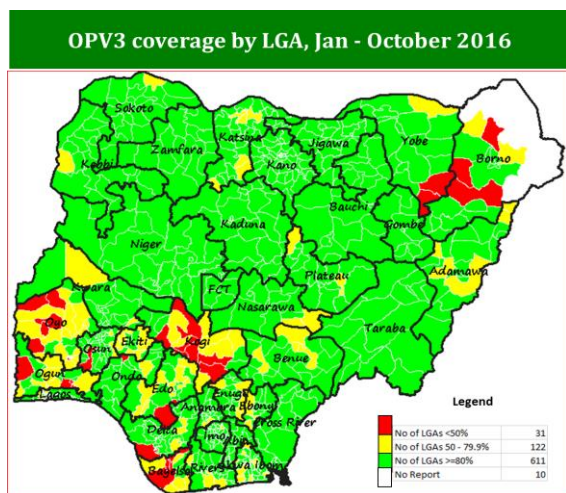 OPV3 coverage by LGA, Jan - October 2016
Sokoto
Katsina
Jigawa
Yobe
Borno
Zamfara
Kebbi
Kano
Bauchi
Gombe
Kaduna
Niger
Adamawa
Plateau
FCT
Kwara
Nasarawa
Taraba
Oyo
Kogi
Ekiti
Osun
Benue
Ogun
Ondo
Edo
Enugu
Lagos
Anambra
Ebonyi
Cross River
Delta
Imo
Abia
Bayelsa
Rivers
Akwa Ibom
Legend
No of LGAs <50% 31
No of LGAs 50 - 79.9% 122
No of LGAs >=80% 611
No Report 10